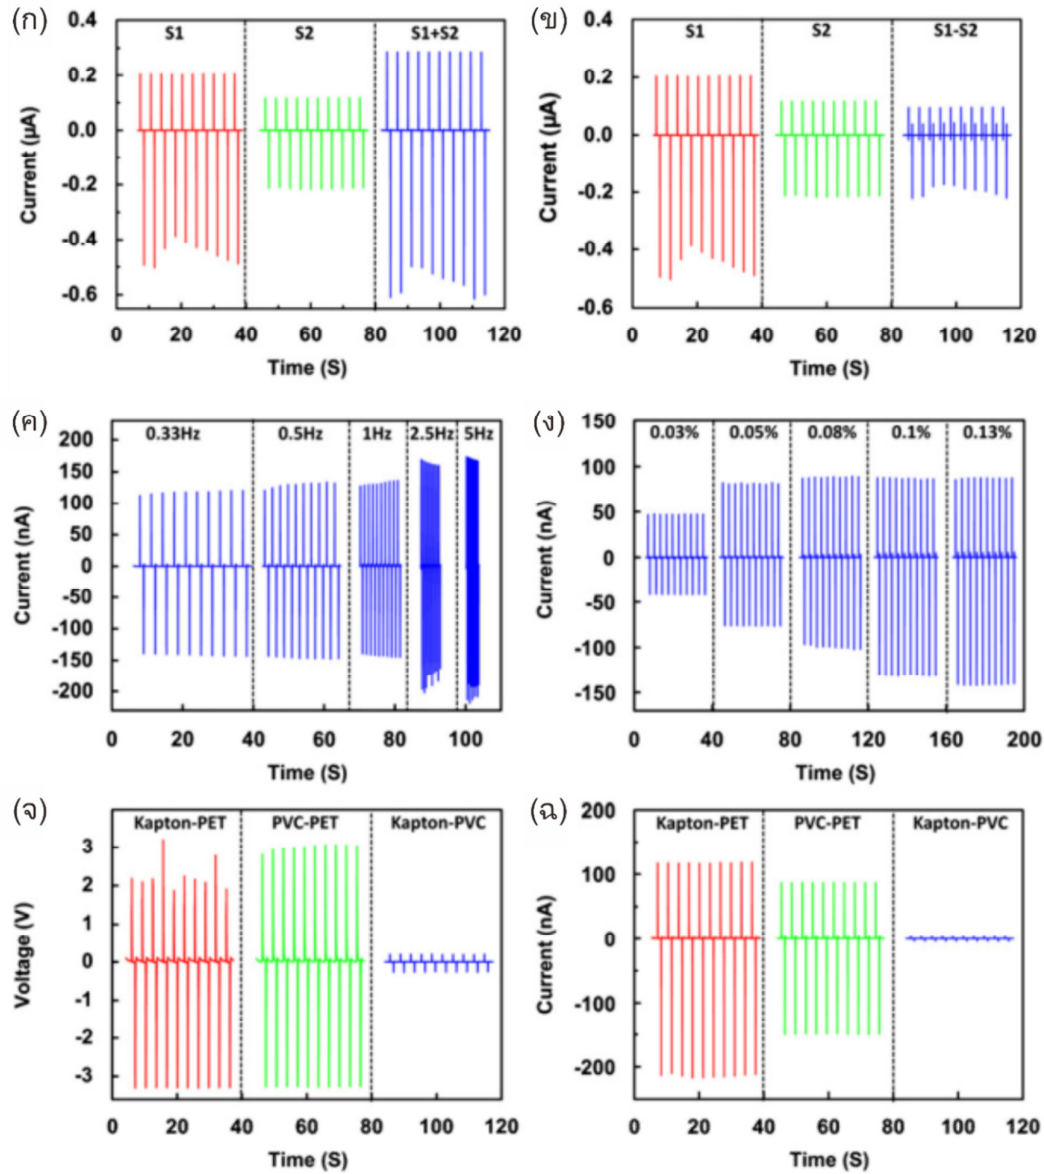 (ก)
S1 S2 S1+S2
0.4
0.2
0.0
-0.2
-0.4
-0.6
Current (µA)
0 20 40 60 80 100 120
Time (S)
(ข)
S1 S2 S1-S2
0.4
0.2
0.0
-0.2
-0.4
-0.6
Current (µA)
0 20 40 60 80 100 120
Time (S)
(ค)
0.33Hz 0.5Hz 1Hz 2.5Hz 5Hz
200
150
100
50
0
-50
-100
-150
-200
Current (nA)
0 20 40 60 80 100
Time (S)
(ง)
0.03% 0.05% 0.08% 0.1% 0.13%
150
100
50
0
-50
-100
-150
Current (nA)
0 40 80 120 160 200
Time (S)
(จ)
Kapton-PET PVC-PET Kapton-PVC
3
2
1
0
-1
-2
-3
Voltage (V)
0 20 40 60 80 100 120
Time (S)
(ฉ)
Kapton-PET PVC-PET Kapton-PVC
200
100
0
-100
-200
Current (nA)
0 20 40 60 80 100 120
Time (S)